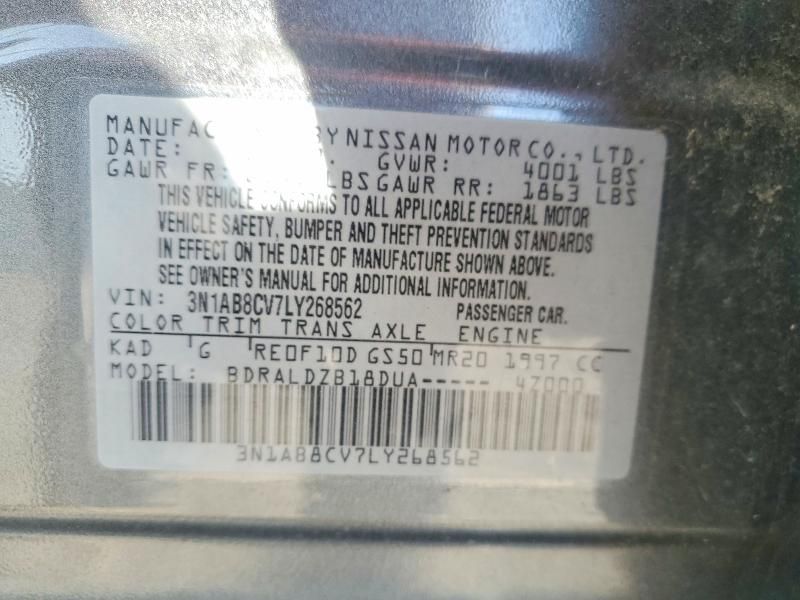 MANUFAC BY NISSAN MOTOR CO., LTD.
DATE: GVWR: 4001 LBS
GAWR FR: LBS GAWR RR: 1863 LBS
THIS VEHICLE CONFORMS TO ALL APPLICABLE FEDERAL MOTOR
VEHICLE SAFETY, BUMPER AND THEFT PREVENTION STANDARDS
IN EFFECT ON THE DATE OF MANUFACTURE SHOWN ABOVE.
SEE OWNER'S MANUAL FOR ADDITIONAL INFORMATION.
VIN: 3N1AB8CV7LY268562 PASSENGER CAR.
COLOR TRIM TRANS AXLE ENGINE
KAD G RE0F10D GS50 MR20 1997 CC
MODEL: BDRALDZB18DUA----- 47000
3N1AB8CV7LY268562